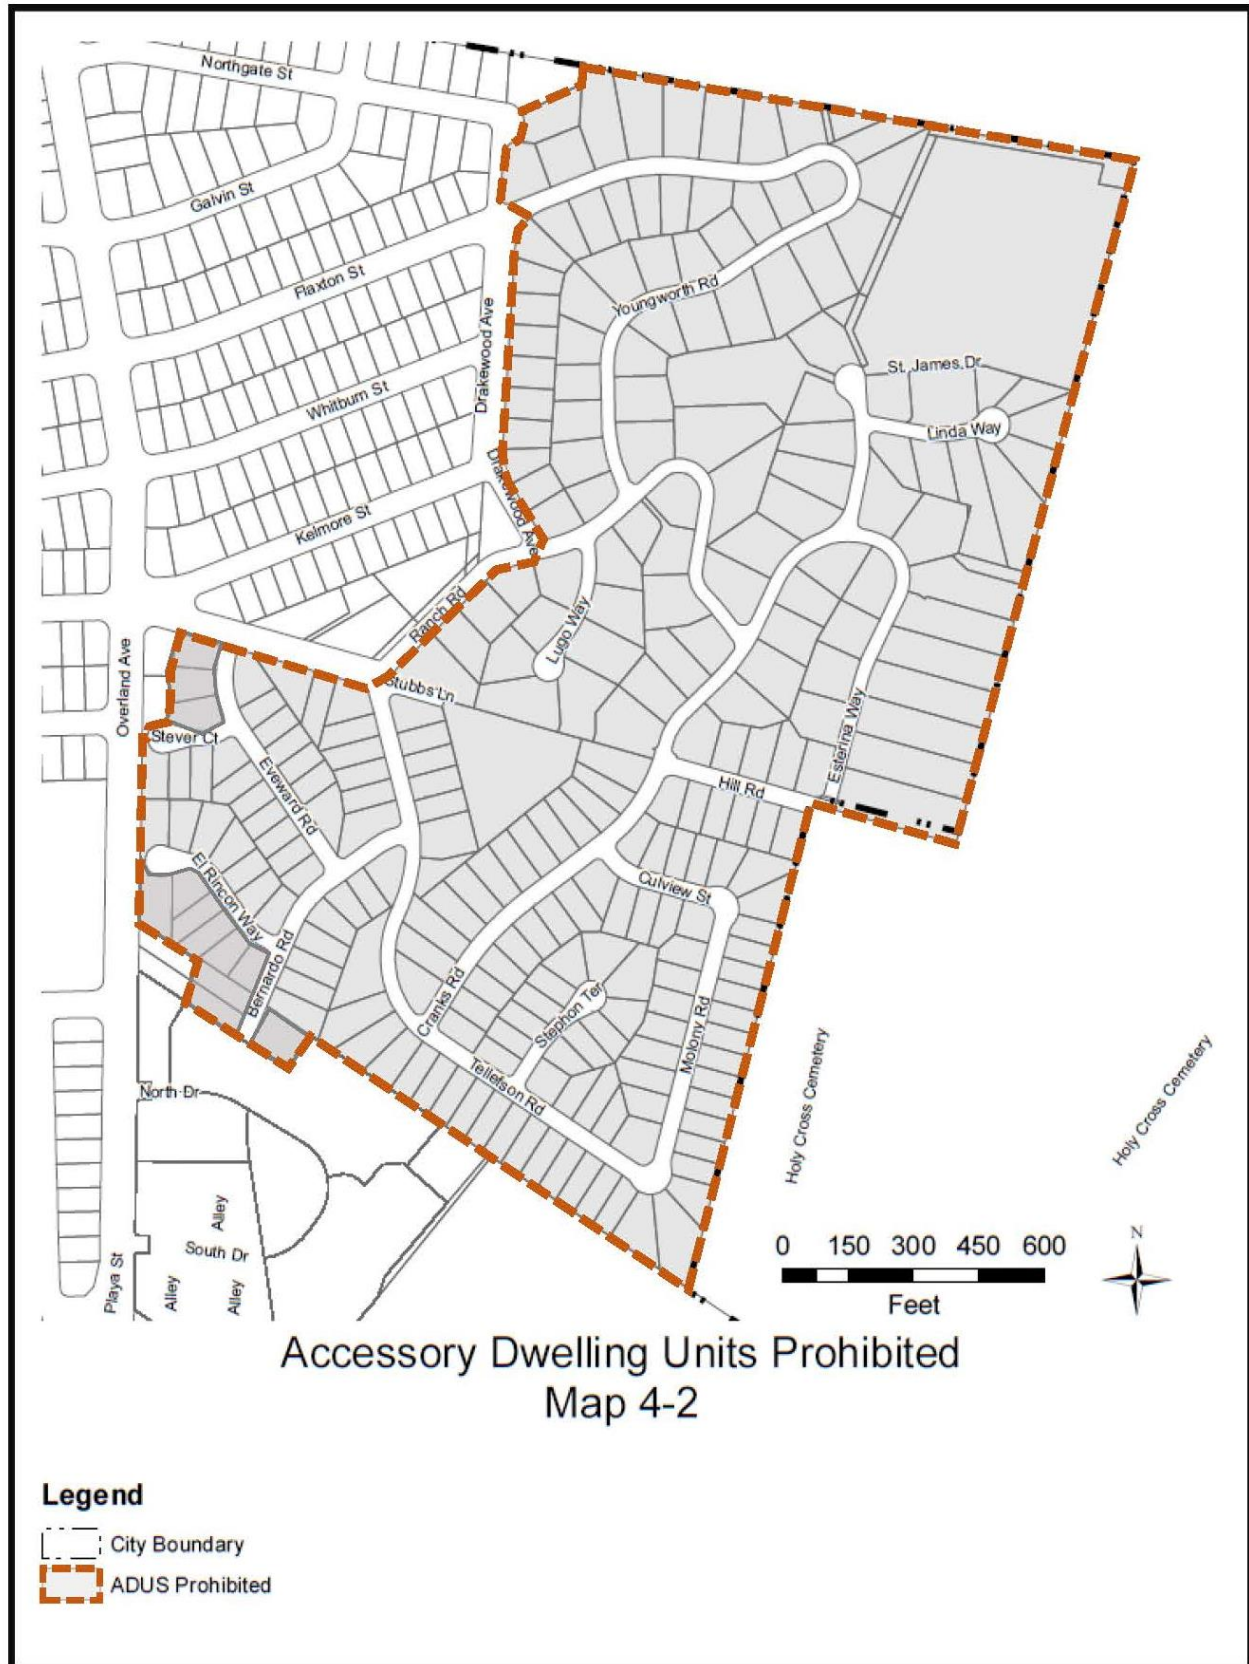 Northgate St
Galvin St
Flaxton St
Youngworth Rd
Drakewood Ave
St. James Dr
Whitburn St
Linda Way
Drakewood Ave
Kelmore St
Ranch Rd
Lugo Way
Overland Ave
Stubbs Ln
Stever Ct
Esterina Way
Eveward Rd
Hill Rd
El Rincon Way
Culview St
Bernardo Rd
Cranks Rd
Stephon Ter
Molony Rd
Tellefson Rd
Holy Cross Cemetery
Holy Cross Cemetery
North Dr
Alley
South Dr
Playa St
Alley
Alley
N
0 150 300 450 600
Feet
Accessory Dwelling Units Prohibited
Map 4-2
Legend
City Boundary
ADUS Prohibited